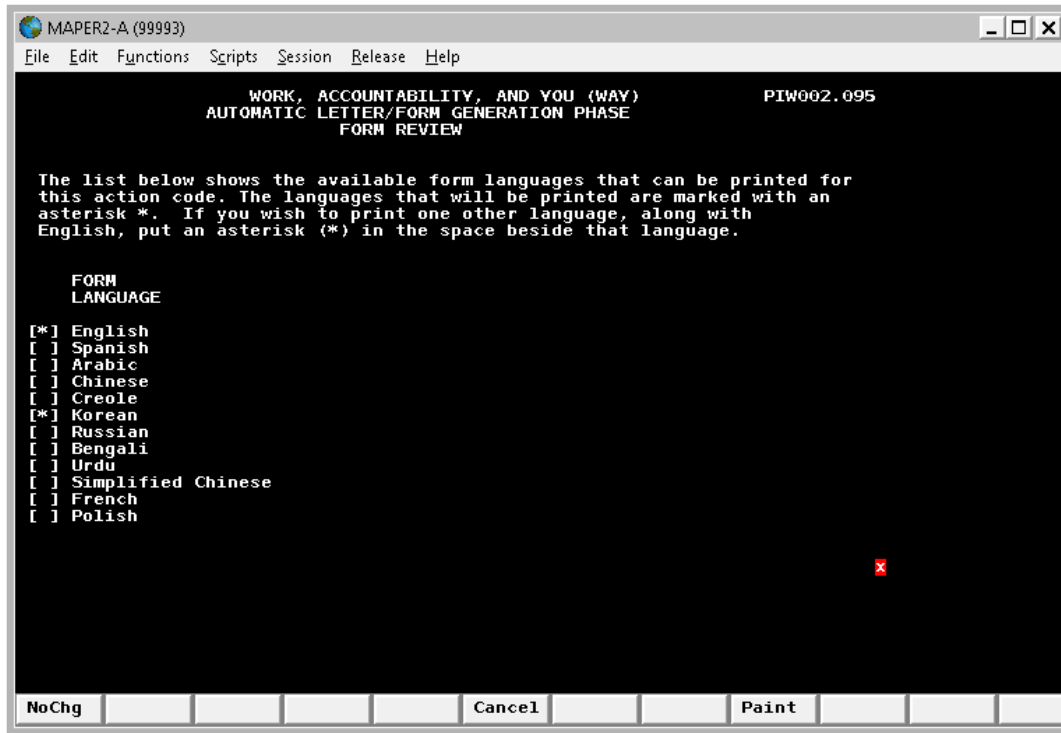 MAPER2-A (99993)
File Edit Functions Scripts Session Release Help
WORK, ACCOUNTABILITY, AND YOU (WAY) PIW002.095
AUTOMATIC LETTER/FORM GENERATION PHASE
FORM REVIEW
The list below shows the available form languages that can be printed for
this action code. The languages that will be printed are marked with an
asterisk *. If you wish to print one other language, along with
English, put an asterisk (*) in the space beside that language.
FORM
LANGUAGE
[*] English
[ ] Spanish
[ ] Arabic
[ ] Chinese
[ ] Creole
[*] Korean
[ ] Russian
[ ] Bengali
[ ] Urdu
[ ] Simplified Chinese
[ ] French
[ ] Polish
x
NoChg Cancel Paint